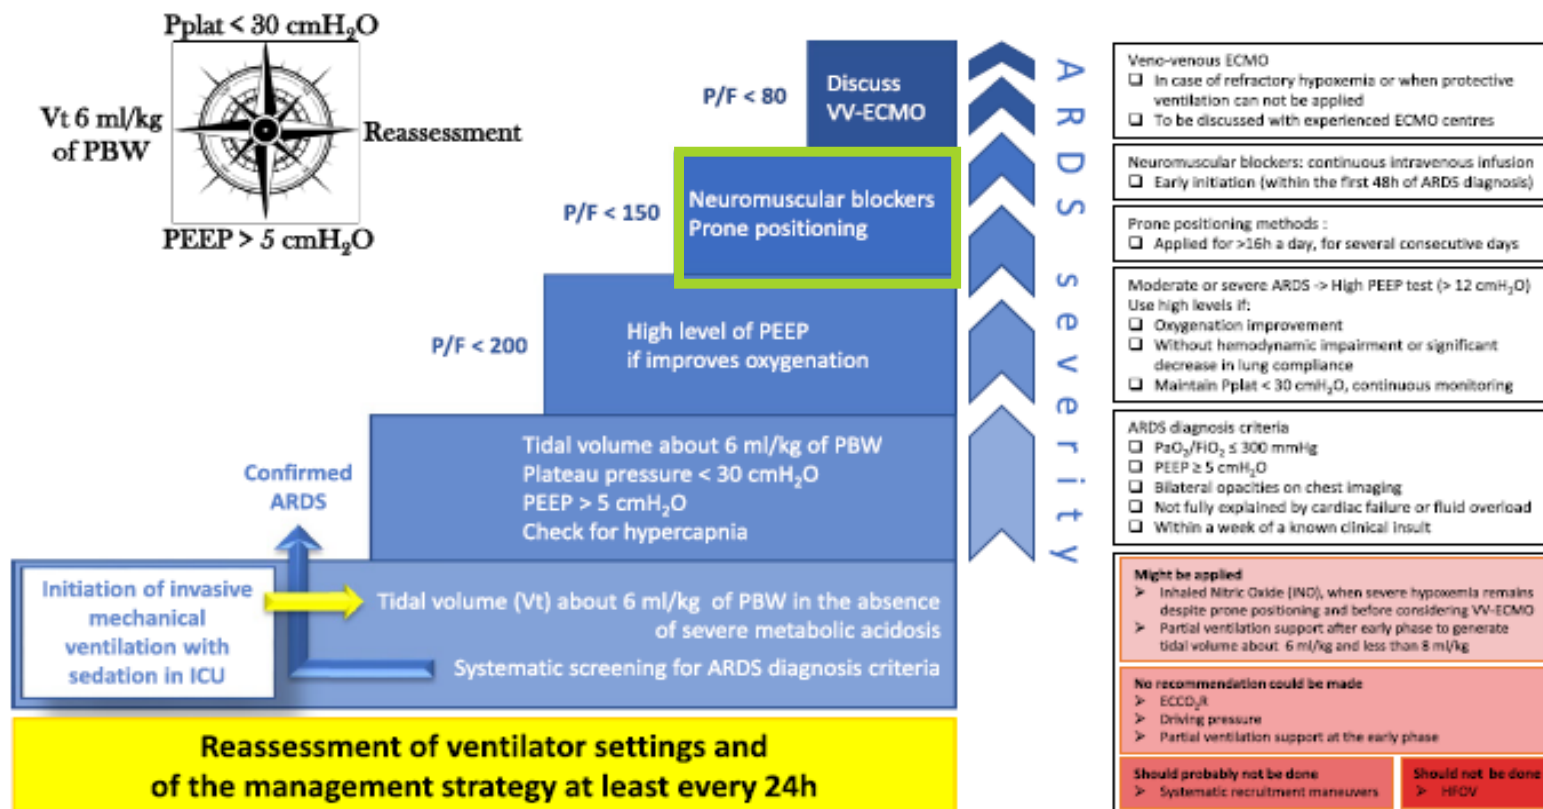 Pplat < 30 cmH₂O
Vt 6 ml/kg
of PBW
Reassessment
PEEP > 5 cmH₂O
P/F < 80
Discuss
VV-ECMO
P/F < 150
Neuromuscular blockers
Prone positioning
P/F < 200
High level of PEEP
if improves oxygenation
Confirmed
ARDS
Tidal volume about 6 ml/kg of PBW
Plateau pressure < 30 cmH₂O
PEEP > 5 cmH₂O
Check for hypercapnia
Initiation of invasive
mechanical
ventilation with
sedation in ICU
Tidal volume (Vt) about 6 ml/kg of PBW in the absence
of severe metabolic acidosis
Systematic screening for ARDS diagnosis criteria
Reassessment of ventilator settings and
of the management strategy at least every 24h
ARDS severity
Veno-venous ECMO
❑ In case of refractory hypoxemia or when protective
ventilation can not be applied
❑ To be discussed with experienced ECMO centres
Neuromuscular blockers: continuous intravenous infusion
❑ Early initiation (within the first 48h of ARDS diagnosis)
Prone positioning methods :
❑ Applied for >16h a day, for several consecutive days
Moderate or severe ARDS -> High PEEP test (> 12 cmH₂O)
Use high levels if:
❑ Oxygenation improvement
❑ Without hemodynamic impairment or significant
decrease in lung compliance
❑ Maintain Pplat < 30 cmH₂O, continuous monitoring
ARDS diagnosis criteria
❑ PaO₂/FiO₂ ≤ 300 mmHg
❑ PEEP ≥ 5 cmH₂O
❑ Bilateral opacities on chest imaging
❑ Not fully explained by cardiac failure or fluid overload
❑ Within a week of a known clinical insult
Might be applied
➢ Inhaled Nitric Oxide (iNO), when severe hypoxemia remains
despite prone positioning and before considering VV-ECMO
➢ Partial ventilation support after early phase to generate
tidal volume about 6 ml/kg and less than 8 ml/kg
No recommendation could be made
➢ ECCO₂R
➢ Driving pressure
➢ Partial ventilation support at the early phase
Should probably not be done
➢ Systematic recruitment maneuvers
Should not be done
➢ HFOV